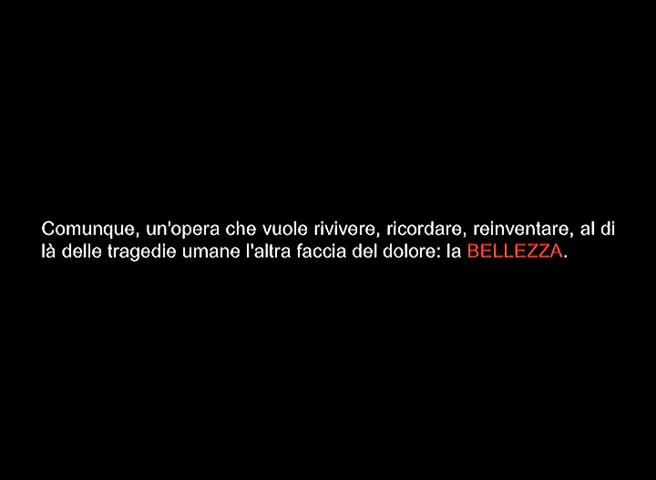 Comunque, un'opera che vuole rivivere, ricordare, reinventare, al di
là delle tragedie umane l'altra faccia del dolore: la BELLEZZA.